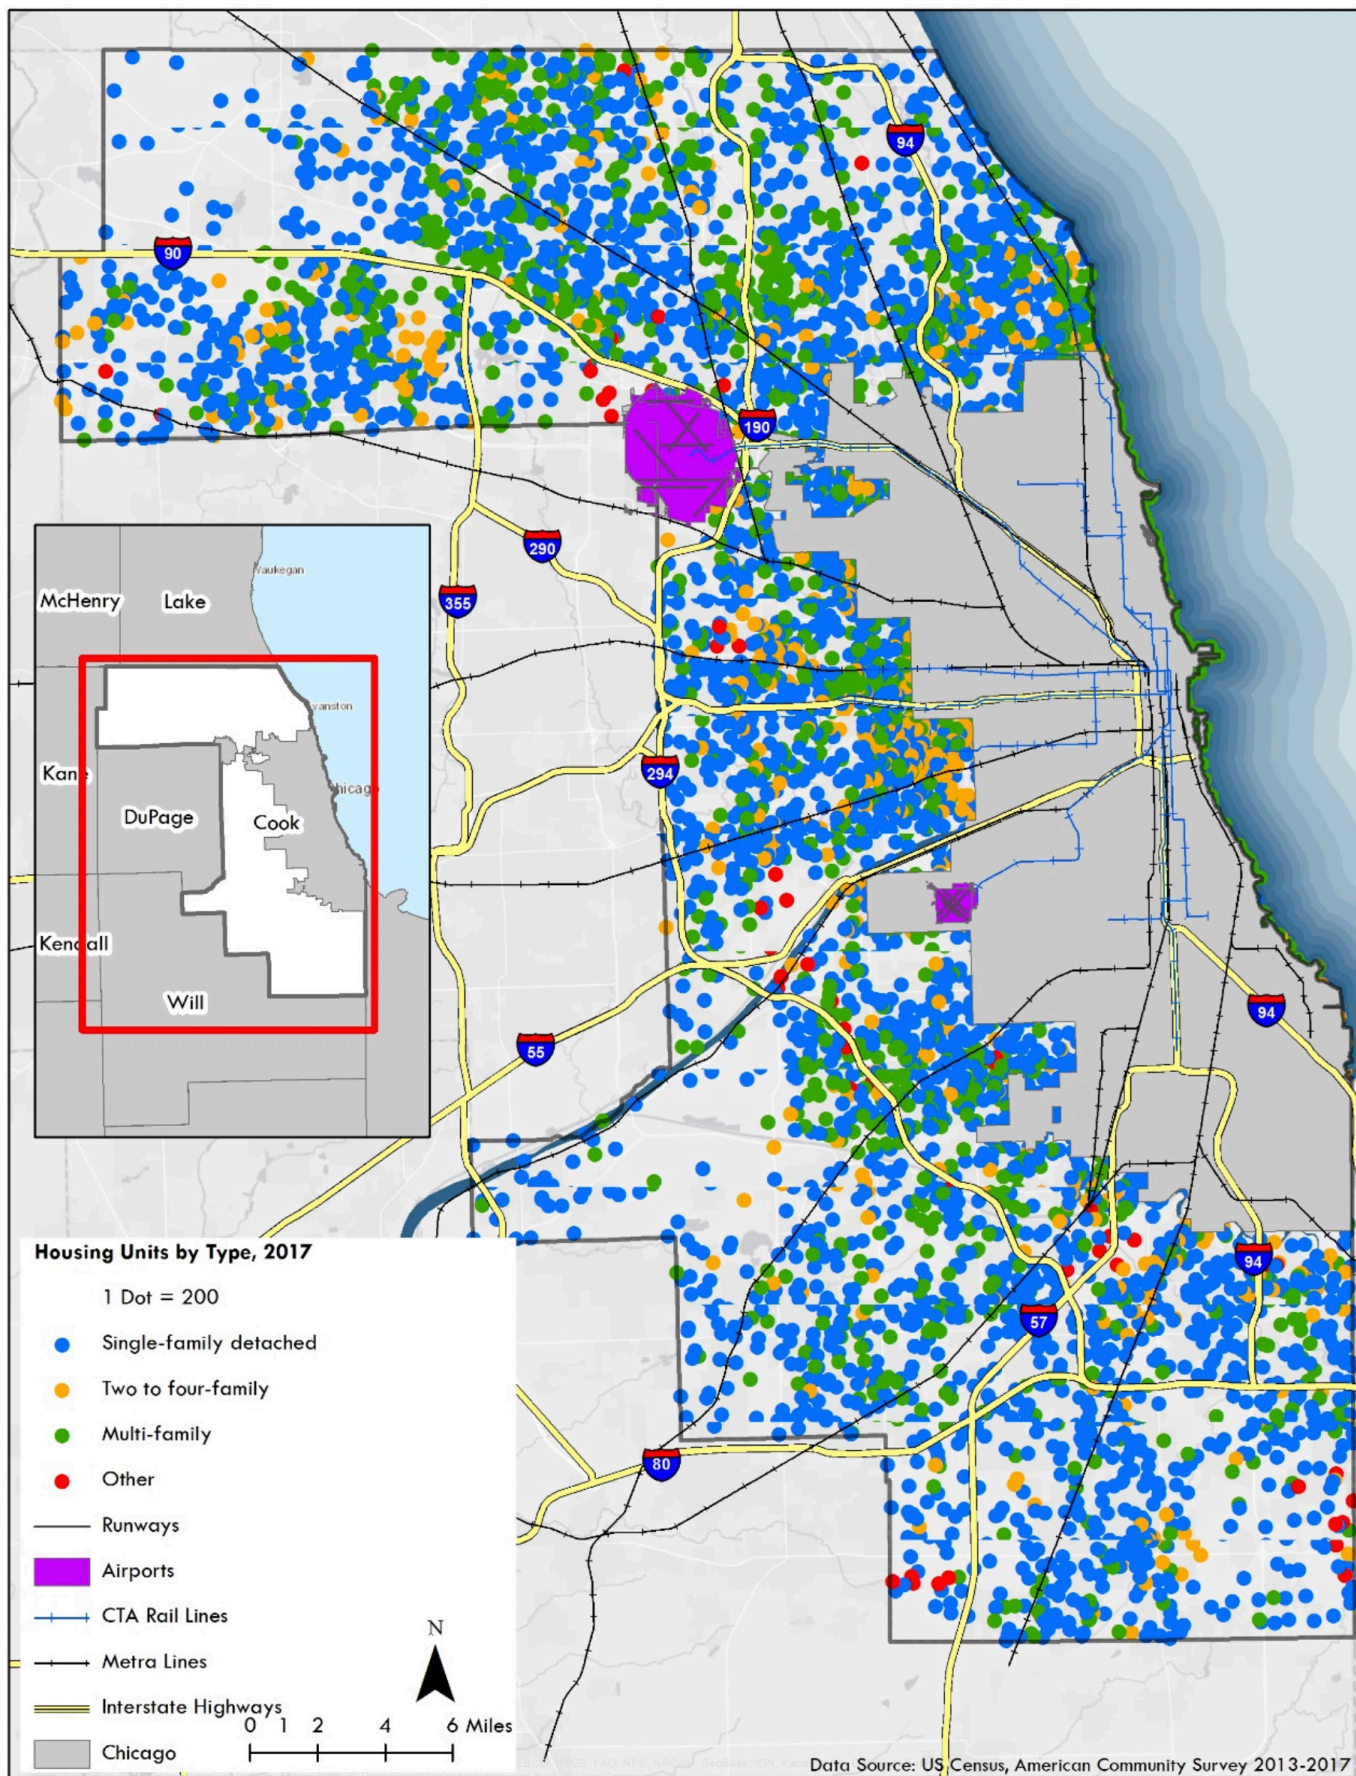 94
90
190
290
355
294
55
94
94
57
80
Waukegan
McHenry
Lake
vanston
Kane
hicago
DuPage
Cook
Kendall
Will
Housing Units by Type, 2017
1 Dot = 200
Single-family detached
Two to four-family
Multi-family
Other
Runways
Airports
CTA Rail Lines
Metra Lines
Interstate Highways
Chicago
N
0 1 2 4 6 Miles
Data Source: US Census, American Community Survey 2013-2017